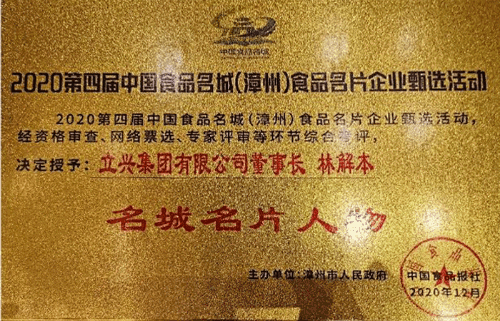 中国食品名城
2020第四届中国食品名城(漳州)食品名片企业甄选活动
2020第四届中国食品名城(漳州)食品名片企业甄选活动,
经资格审查、网络票选、专家评审等环节综合考评,
决定授予:立兴集团有限公司董事长 林解本
名城名片人物
主办单位:漳州市人民政府 中国食品报社
2020年12月